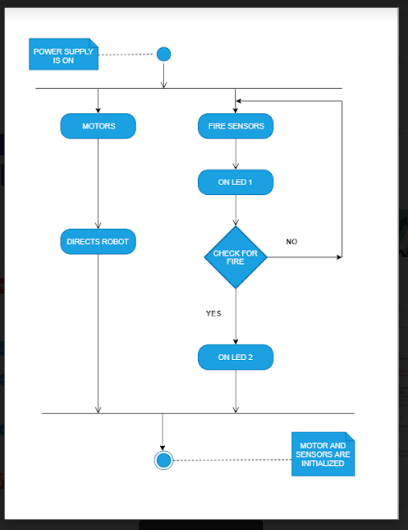 POWER SUPPLY
IS ON
MOTORS
FIRE SENSORS
ON LED 1
DIRECTS ROBOT
CHECK FOR
FIRE
NO
YES
ON LED 2
MOTOR AND
SENSORS ARE
INITIALIZED